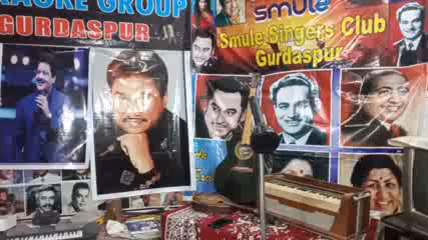 RAOKE GROUP
GURDASPUR
smule
Smule Singers Club
Gurdaspur